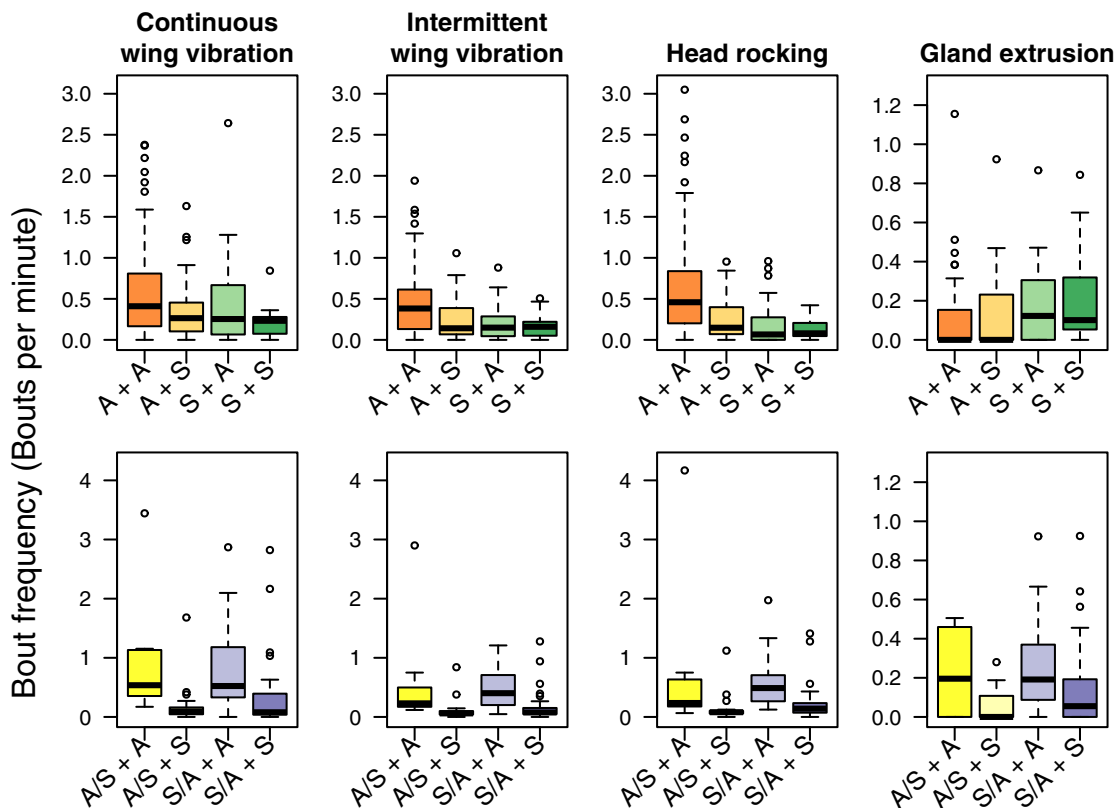 Continuous
wing vibration
Intermittent
wing vibration
Head rocking
Gland extrusion
Bout frequency (Bouts per minute)
3.0
2.5
2.0
1.5
1.0
0.5
0.0
A + A
A + S
S + A
S + S
3.0
2.5
2.0
1.5
1.0
0.5
0.0
A + A
A + S
S + A
S + S
3.0
2.5
2.0
1.5
1.0
0.5
0.0
A + A
A + S
S + A
S + S
1.2
1.0
0.8
0.6
0.4
0.2
0.0
A + A
A + S
S + A
S + S
4
3
2
1
0
A/S + A
A/S + S
S/A + A
S/A + S
4
3
2
1
0
A/S + A
A/S + S
S/A + A
S/A + S
4
3
2
1
0
A/S + A
A/S + S
S/A + A
S/A + S
1.2
1.0
0.8
0.6
0.4
0.2
0.0
A/S + A
A/S + S
S/A + A
S/A + S